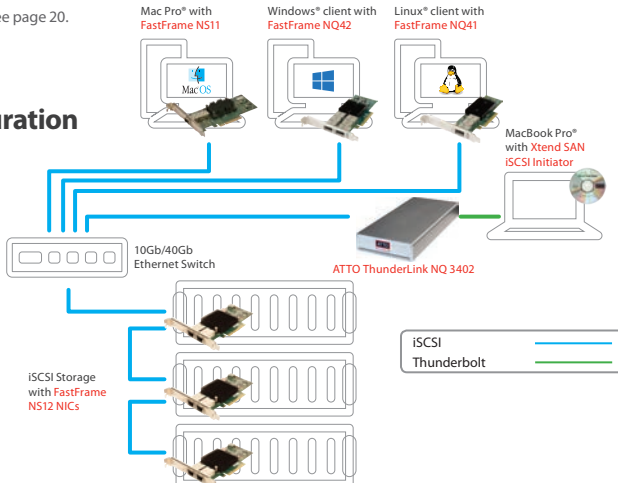 ee page 20.
Mac Pro® with
FastFrame NS11
Windows® client with
FastFrame NQ42
Linux® client with
FastFrame NQ41
Mac OS
uration
MacBook Pro®
with Xtend SAN
iSCSI Initiator
10Gb/40Gb
Ethernet Switch
ATTO ThunderLink NQ 3402
iSCSI
Thunderbolt
iSCSI Storage
with FastFrame
NS12 NICs